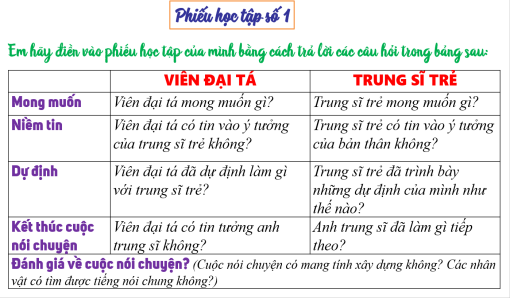 Phiếu học tập số 1
Em hãy điền vào phiếu học tập của mình bằng cách trả lời các câu hỏi trong bảng sau:
VIÊN ĐẠI TÁ TRUNG SĨ TRẺ
Mong muốn Viên đại tá mong muốn gì? Trung sĩ trẻ mong muốn gì?
Niềm tin Viên đại tá có tin vào ý tưởng Trung sĩ trẻ có tin vào ý tưởng
của trung sĩ trẻ không? của bản thân không?
Dự định Viên đại tá đã dự định làm gì Trung sĩ trẻ đã trình bày
với trung sĩ trẻ? những dự định của mình như
thế nào?
Kết thúc cuộc Viên đại tá có tin tưởng anh Anh trung sĩ đã làm gì tiếp
nói chuyện trung sĩ không? theo?
Đánh giá về cuộc nói chuyện? (Cuộc nói chuyện có mang tính xây dựng không? Các nhân
vật có tìm được tiếng nói chung không?)